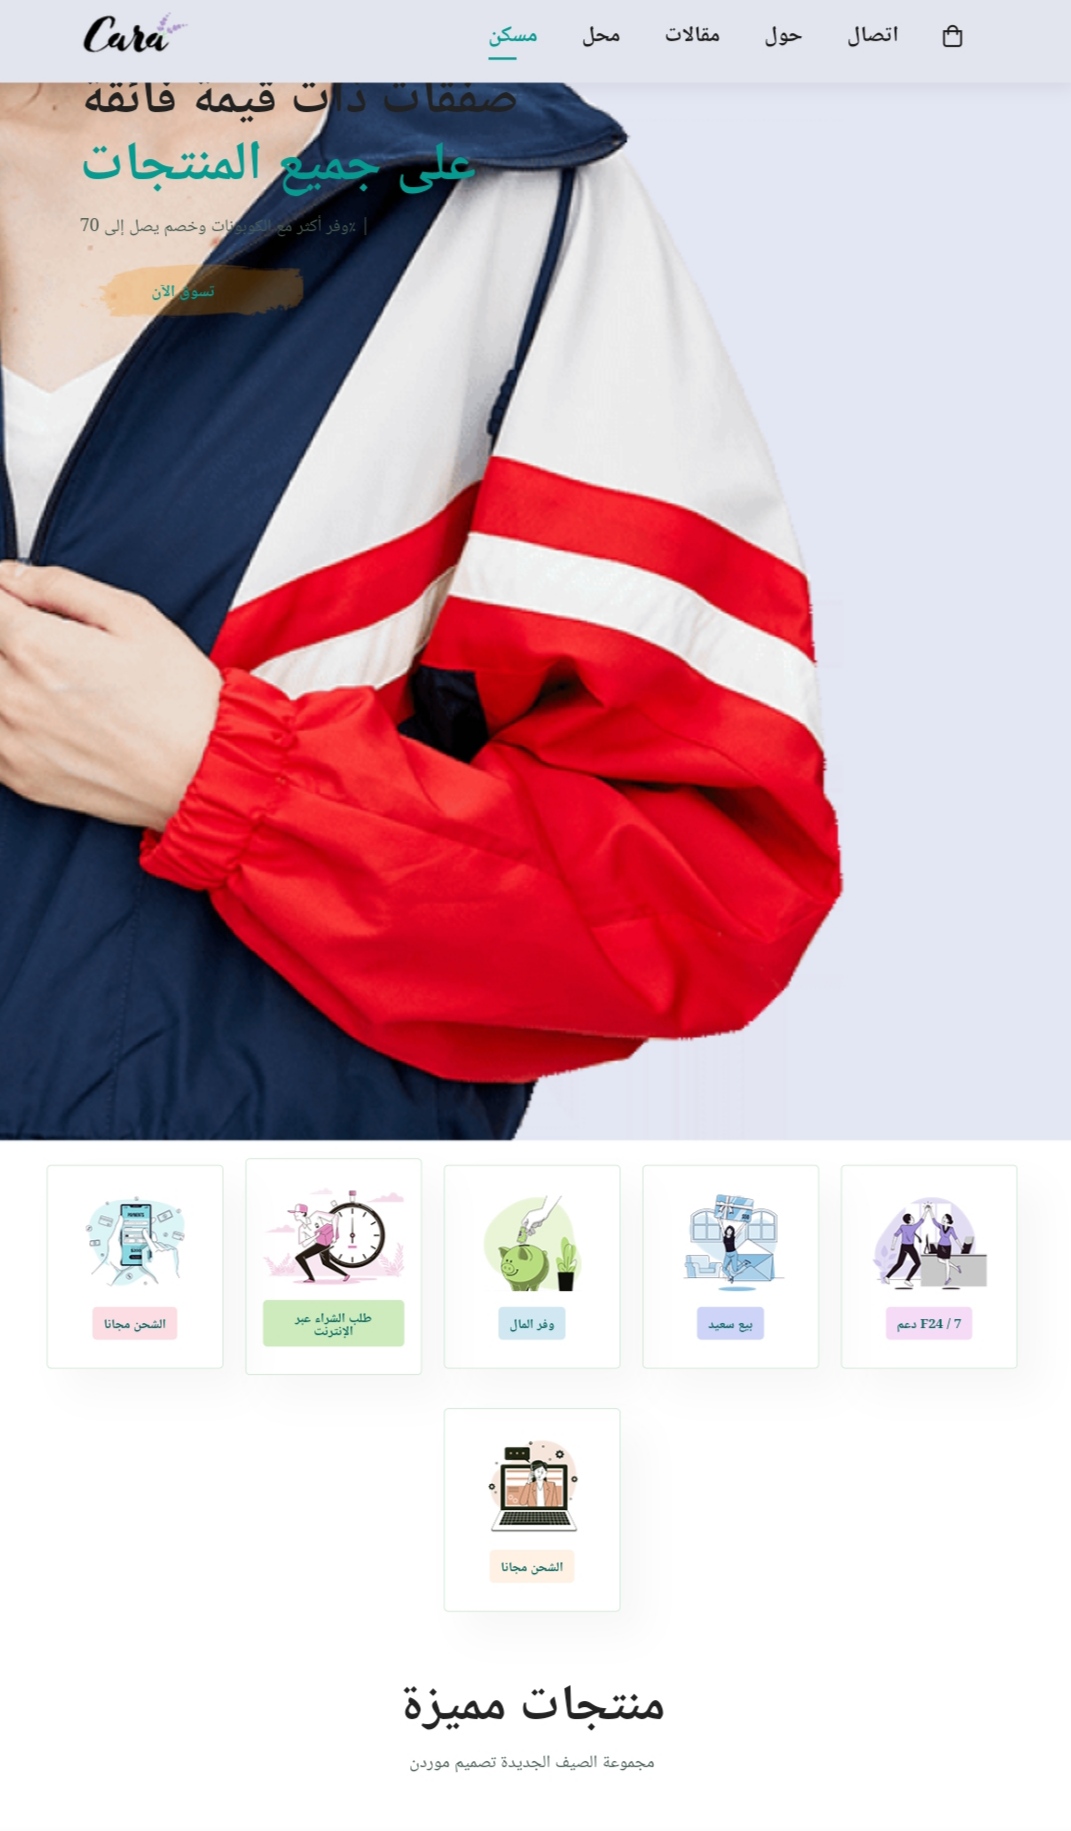 Cara
مسكن
محل
مقالات
حول
اتصال
صفقات ذات قيمة فائقة
على جميع المنتجات
وفر أكثر مع الكوبونات وخصم يصل إلى 70٪ |
تسوق الآن
PAYMENTS
الشحن مجانا
طلب الشراء عبر
الإنترنت
وفر المال
بيع سعيد
F24 / 7 دعم
الشحن مجانا
منتجات مميزة
مجموعة الصيف الجديدة تصميم موردن